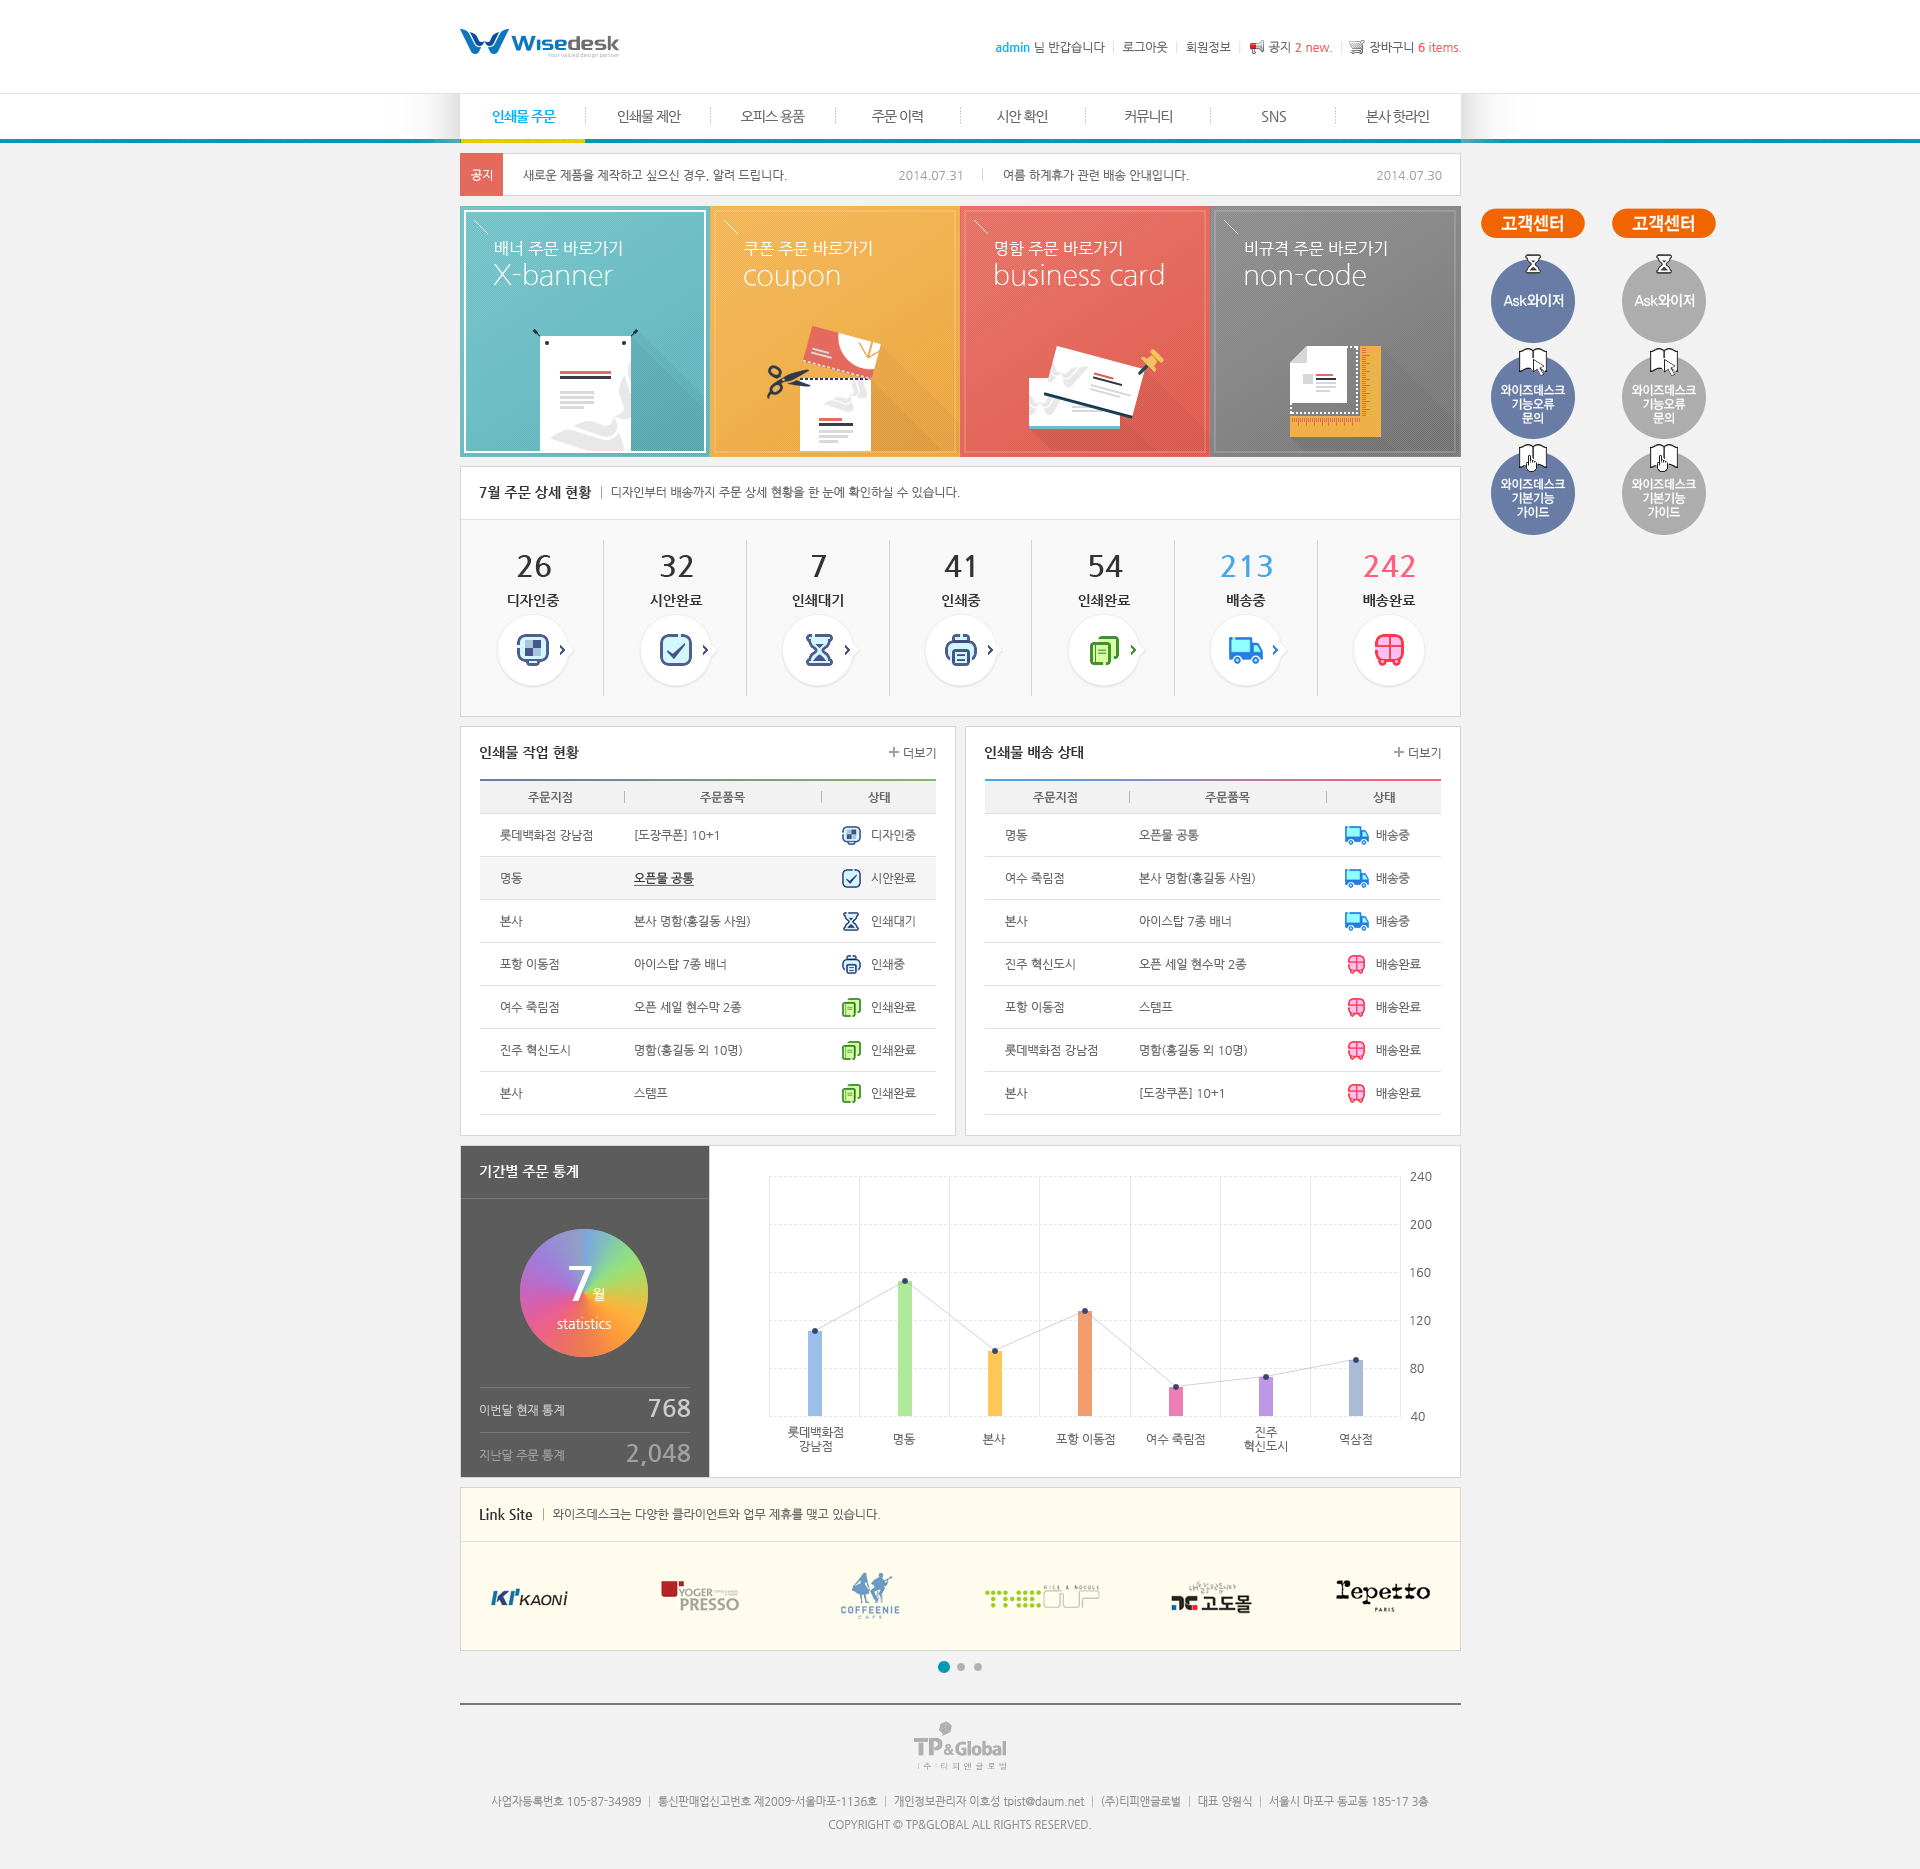 Wisedesk
Your valued design partner
admin 님 반갑습니다 | 로그아웃 | 회원정보 | 공지 2 new. | 장바구니 6 items.
인쇄물 주문 인쇄물 제안 오피스 용품 주문 이력 시안 확인 커뮤니티 SNS 본사 핫라인
공지 새로운 제품을 제작하고 싶으신 경우, 알려 드립니다. 2014.07.31 | 여름 하계휴가 관련 배송 안내입니다. 2014.07.30
배너 주문 바로가기
X-banner
쿠폰 주문 바로가기
coupon
명함 주문 바로가기
business card
비규격 주문 바로가기
non-code
고객센터 고객센터
Ask와이저 Ask와이저
와이즈데스크 와이즈데스크
기능오류 기능오류
문의 문의
와이즈데스크 와이즈데스크
기본기능 기본기능
가이드 가이드
7월 주문 상세 현황 | 디자인부터 배송까지 주문 상세 현황을 한 눈에 확인하실 수 있습니다.
26 32 7 41 54 213 242
디자인중 시안완료 인쇄대기 인쇄중 인쇄완료 배송중 배송완료
인쇄물 작업 현황 + 더보기
주문지점 주문품목 상태
롯데백화점 강남점 [도장쿠폰] 10+1 디자인중
명동 오픈물 공통 시안완료
본사 본사 명함(홍길동 사원) 인쇄대기
포항 이동점 아이스탑 7종 배너 인쇄중
여수 죽림점 오픈 세일 현수막 2종 인쇄완료
진주 혁신도시 명함(홍길동 외 10명) 인쇄완료
본사 스템프 인쇄완료
인쇄물 배송 상태 + 더보기
주문지점 주문품목 상태
명동 오픈물 공통 배송중
여수 죽림점 본사 명함(홍길동 사원) 배송중
본사 아이스탑 7종 배너 배송중
진주 혁신도시 오픈 세일 현수막 2종 배송완료
포항 이동점 스템프 배송완료
롯데백화점 강남점 명함(홍길동 외 10명) 배송완료
본사 [도장쿠폰] 10+1 배송완료
기간별 주문 통계
7월
statistics
이번달 현재 통계 768
지난달 주문 통계 2,048
240
200
160
120
80
40
롯데백화점
강남점
명동
본사
포항 이동점
여수 죽림점
진주
혁신도시
역삼점
Link Site | 와이즈데스크는 다양한 클라이언트와 업무 제휴를 맺고 있습니다.
KAONI
YOGER
PRESSO
COFFEENIE
CAFE
RICE & NOODLE
고도몰
repetto
PARIS
TP&Global
(주)티피앤글로벌
사업자등록번호 105-87-34989 | 통신판매업신고번호 제2009-서울마포-1136호 | 개인정보관리자 이호성 tpist@daum.net | (주)티피앤글로벌 | 대표 양원식 | 서울시 마포구 동교동 185-17 3층
COPYRIGHT © TP&GLOBAL ALL RIGHTS RESERVED.